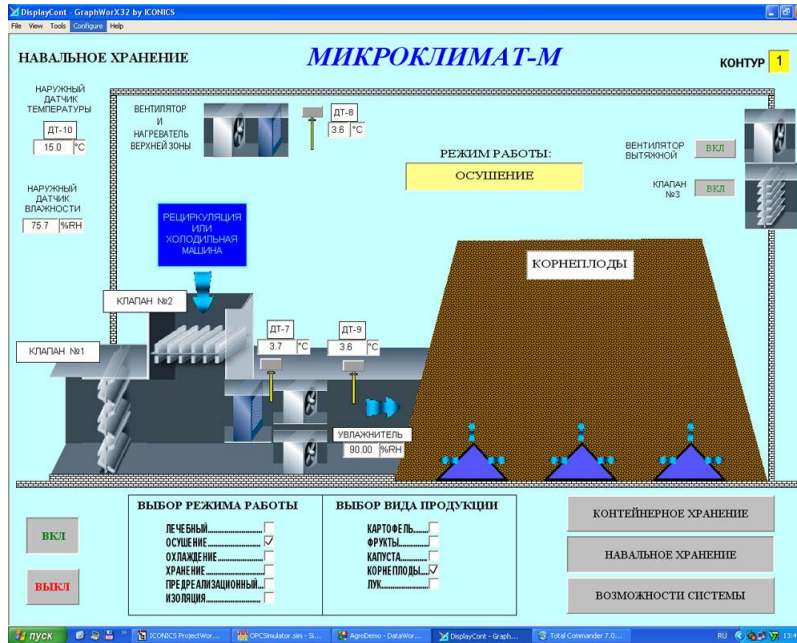 DisplayCont - GraphWorX32 by ICONICS
File View Tools Configure Help
НАВАЛЬНОЕ ХРАНЕНИЕ
МИКРОКЛИМАТ-М
КОНТУР 1
НАРУЖНЫЙ
ДАТЧИК
ТЕМПЕРАТУРЫ
ДТ-10
15.0 °C
НАРУЖНЫЙ
ДАТЧИК
ВЛАЖНОСТИ
75.7 %RH
ВЕНТИЛЯТОР
И
НАГРЕВАТЕЛЬ
ВЕРХНЕЙ ЗОНЫ
ДТ-8
3.6 °C
РЕЖИМ РАБОТЫ:
ОСУШЕНИЕ
ВЕНТИЛЯТОР
ВЫТЯЖНОЙ
ВКЛ
КЛАПАН
№3
ВКЛ
РЕЦИРКУЛЯЦИЯ
ИЛИ
ХОЛОДИЛЬНАЯ
МАШИНА
КОРНЕПЛОДЫ
КЛАПАН №2
КЛАПАН №1
ДТ-7
3.7 °C
ДТ-9
3.6 °C
УВЛАЖНИТЕЛЬ
90.00 %RH
ВКЛ
ВЫКЛ
ВЫБОР РЕЖИМА РАБОТЫ
ЛЕЧЕБНЫЙ
ОСУШЕНИЕ
ОХЛАЖДЕНИЕ
ХРАНЕНИЕ
ПРЕДРЕАЛИЗАЦИОННЫЙ
ИЗОЛЯЦИЯ
ВЫБОР ВИДА ПРОДУКЦИИ
КАРТОФЕЛЬ
ФРУКТЫ
КАПУСТА
КОРНЕПЛОДЫ
ЛУК
КОНТЕЙНЕРНОЕ ХРАНЕНИЕ
НАВАЛЬНОЕ ХРАНЕНИЕ
ВОЗМОЖНОСТИ СИСТЕМЫ
пуск
ICONICS ProjectWor...
OPCSimulator.sim - Si...
AgroDemo - DataWor...
DisplayCont - Graph...
Total Commander 7.0...
RU